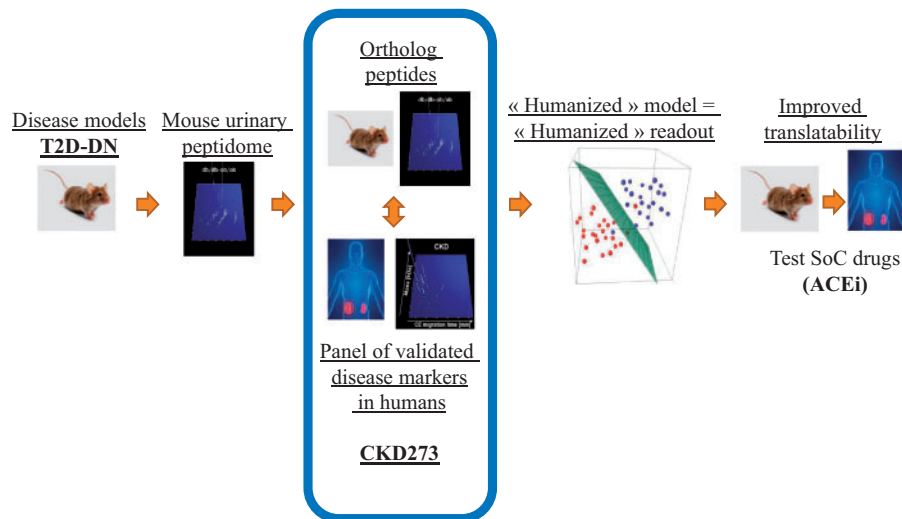 Disease models
T2D-DN
Mouse urinary
peptidome
Ortholog
peptides
CKD
CE migration time [min]
Panel of validated
disease markers
in humans
CKD273
« Humanized » model =
« Humanized » readout
Improved
translatability
Test SoC drugs
(ACEi)